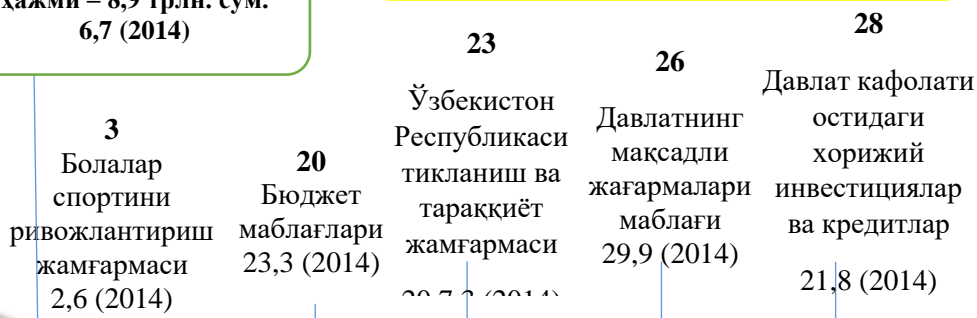 ҳажми – 8,9 трлн. сум.
6,7 (2014)
3
Болалар
спортини
ривожлантириш
жамғармаси
2,6 (2014)
20
Бюджет
маблағлари
23,3 (2014)
23
Ўзбекистон
Республикаси
тикланиш ва
тараққиёт
жамғармаси
26
Давлатнинг
мақсадли
жағармалари
маблағи
29,9 (2014)
28
Давлат кафолати
остидаги
хорижий
инвестициялар
ва кредитлар
21,8 (2014)